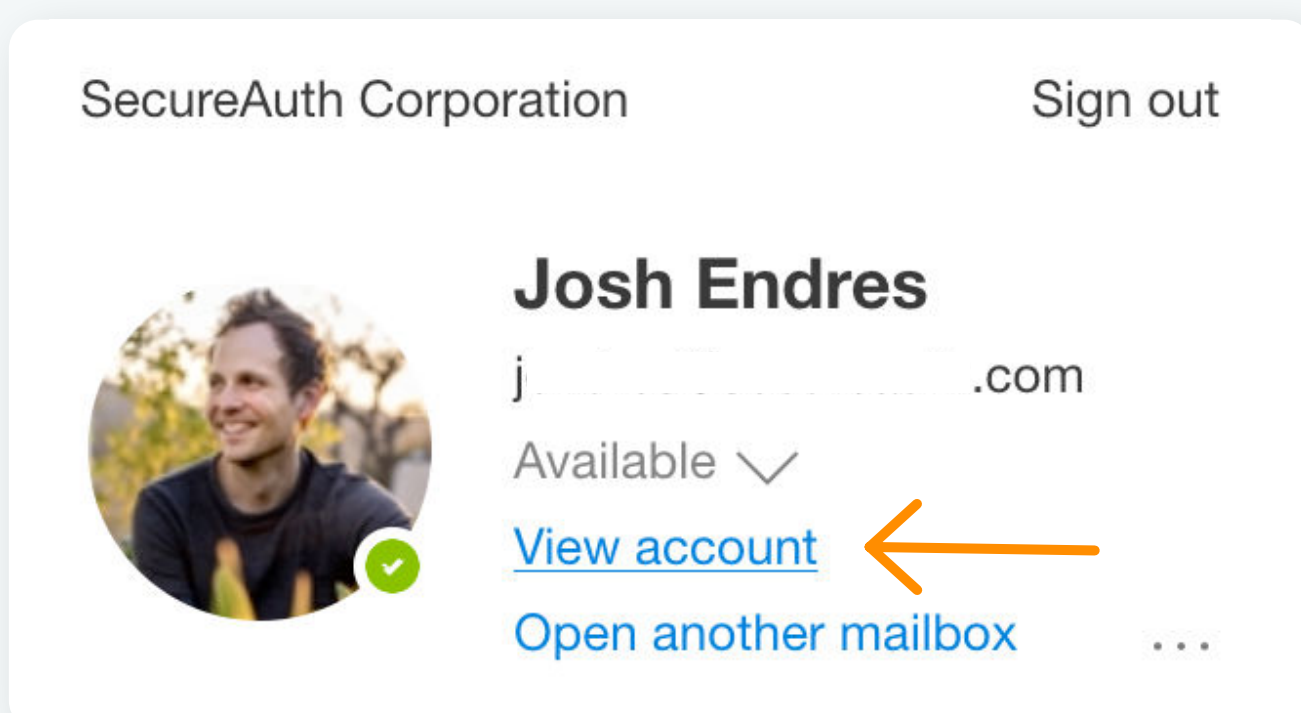 SecureAuth Corporation Sign out
Josh Endres
j .com
Available
View account
Open another mailbox ...